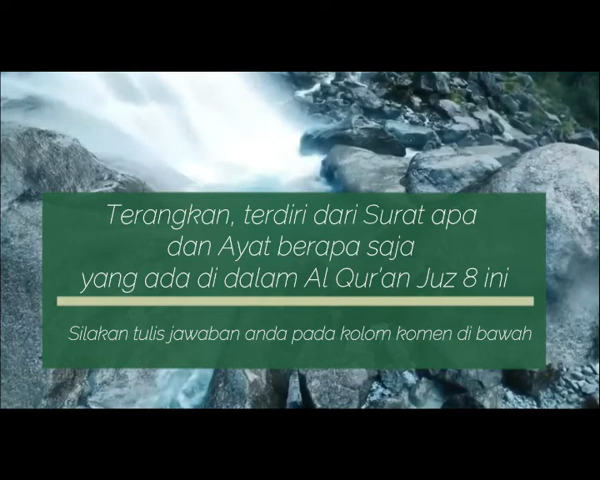 Terangkan, terdiri dari Surat apa
dan Ayat berapa saja
yang ada di dalam Al Qur'an Juz 8 ini
Silakan tulis jawaban anda pada kolom komen di bawah